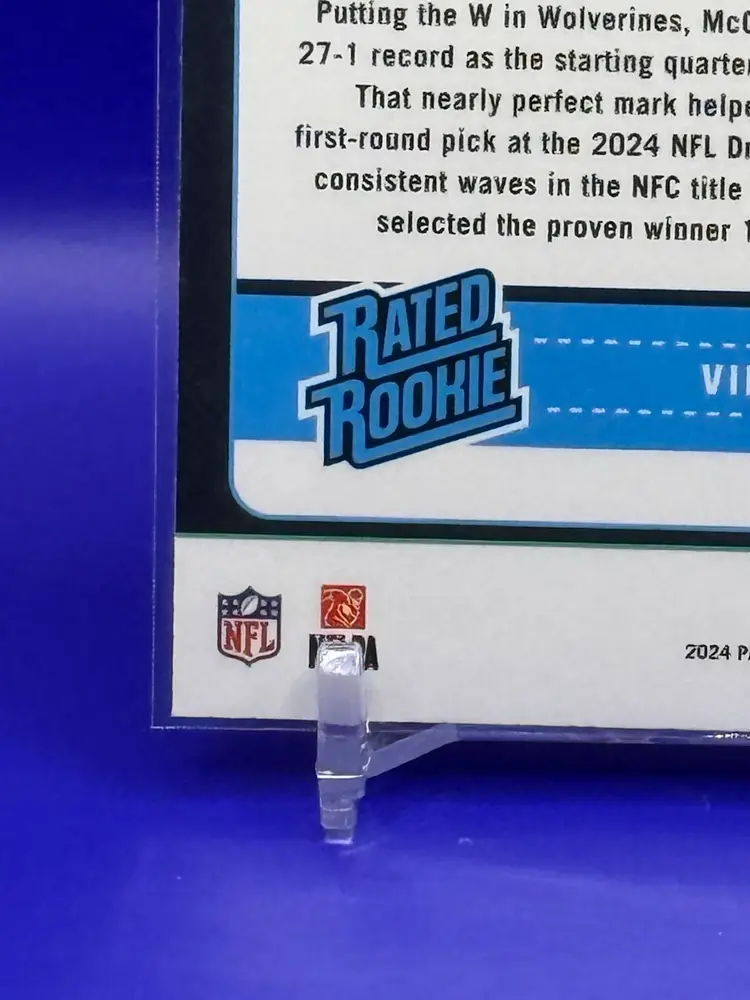 Putting the W in Wolverines, McC
27-1 record as the starting quarte
That nearly perfect mark helpe
first-round pick at the 2024 NFL Dr
consistent waves in the NFC title
selected the proven winner 1
RATED
ROOKIE
VI
NFL
2024 PA